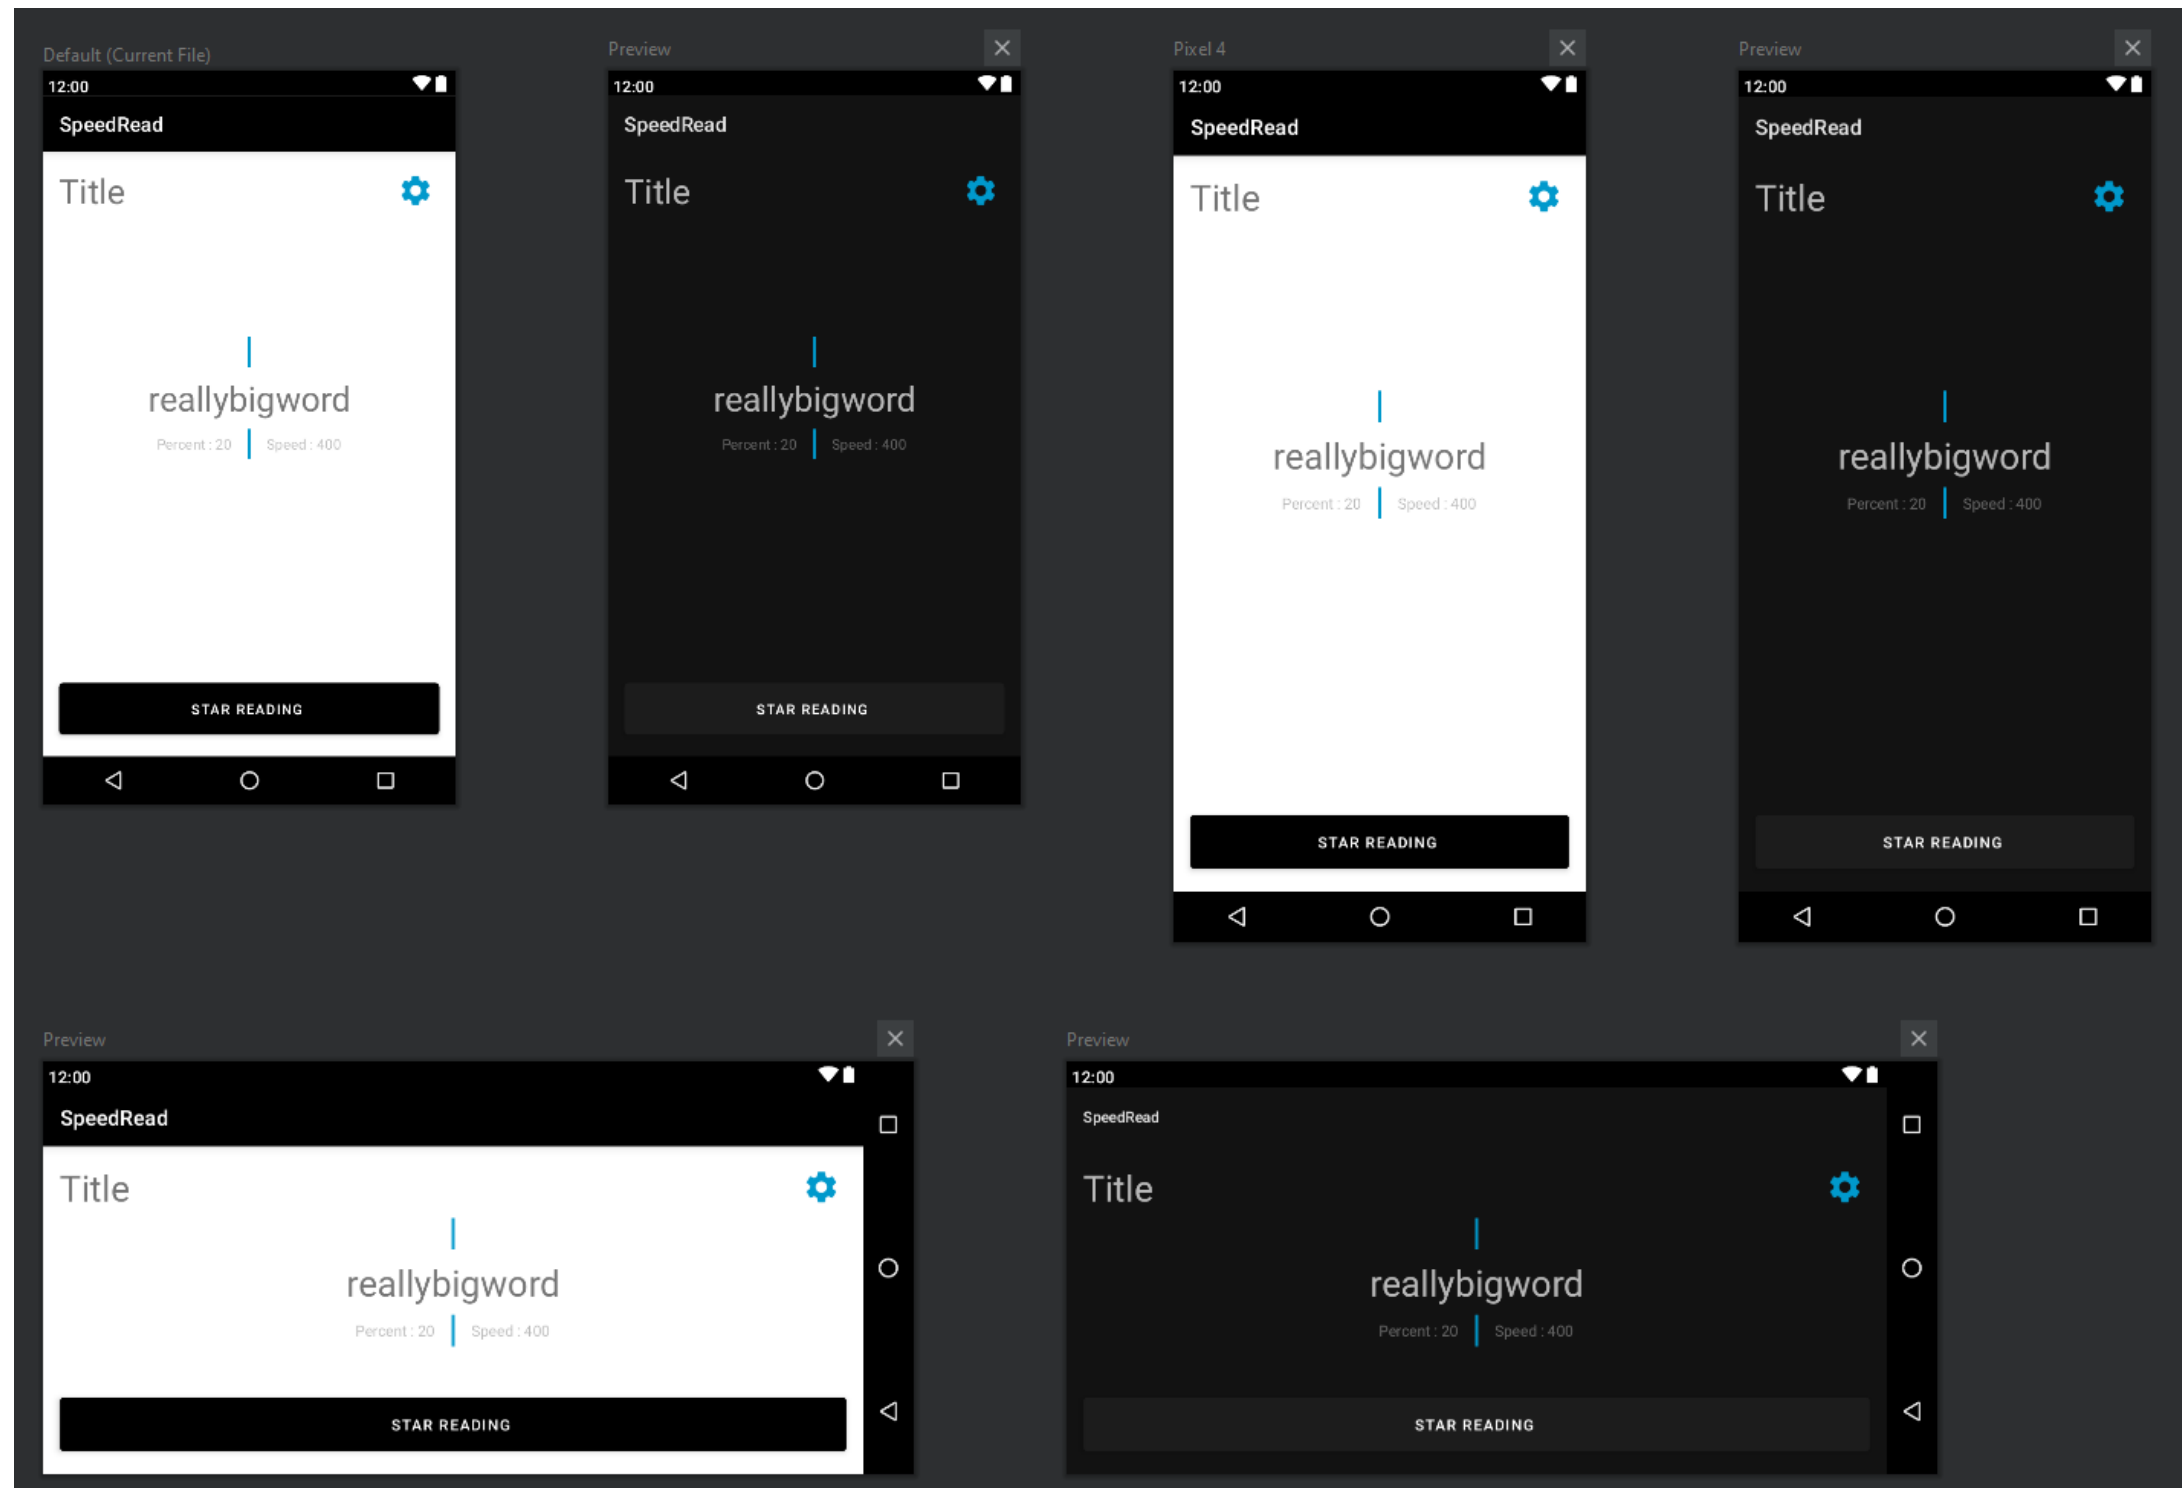 Default (Current File)
12:00
SpeedRead
Title
reallybigword
Percent : 20 Speed : 400
STAR READING
Preview
12:00
SpeedRead
Title
reallybigword
Percent : 20 Speed : 400
STAR READING
Pixel 4
12:00
SpeedRead
Title
reallybigword
Percent : 20 Speed : 400
STAR READING
Preview
12:00
SpeedRead
Title
reallybigword
Percent : 20 Speed : 400
STAR READING
Preview
12:00
SpeedRead
Title
reallybigword
Percent : 20 Speed : 400
STAR READING
Preview
12:00
SpeedRead
Title
reallybigword
Percent : 20 Speed : 400
STAR READING